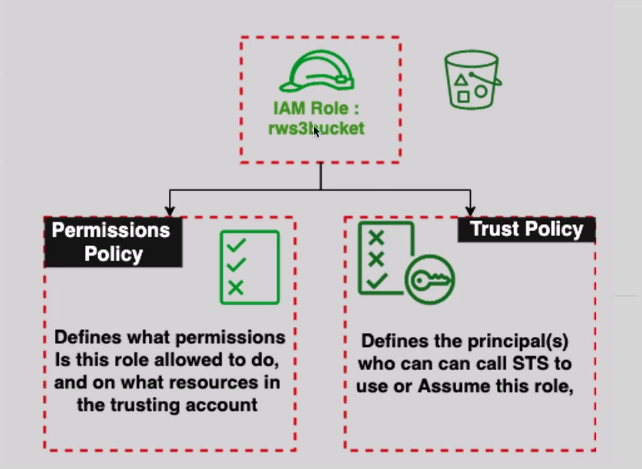 IAM Role :
rws3bucket
Permissions
Policy
Trust Policy
Defines what permissions
Is this role allowed to do,
and on what resources in
the trusting account
Defines the principal(s)
who can can call STS to
use or Assume this role,